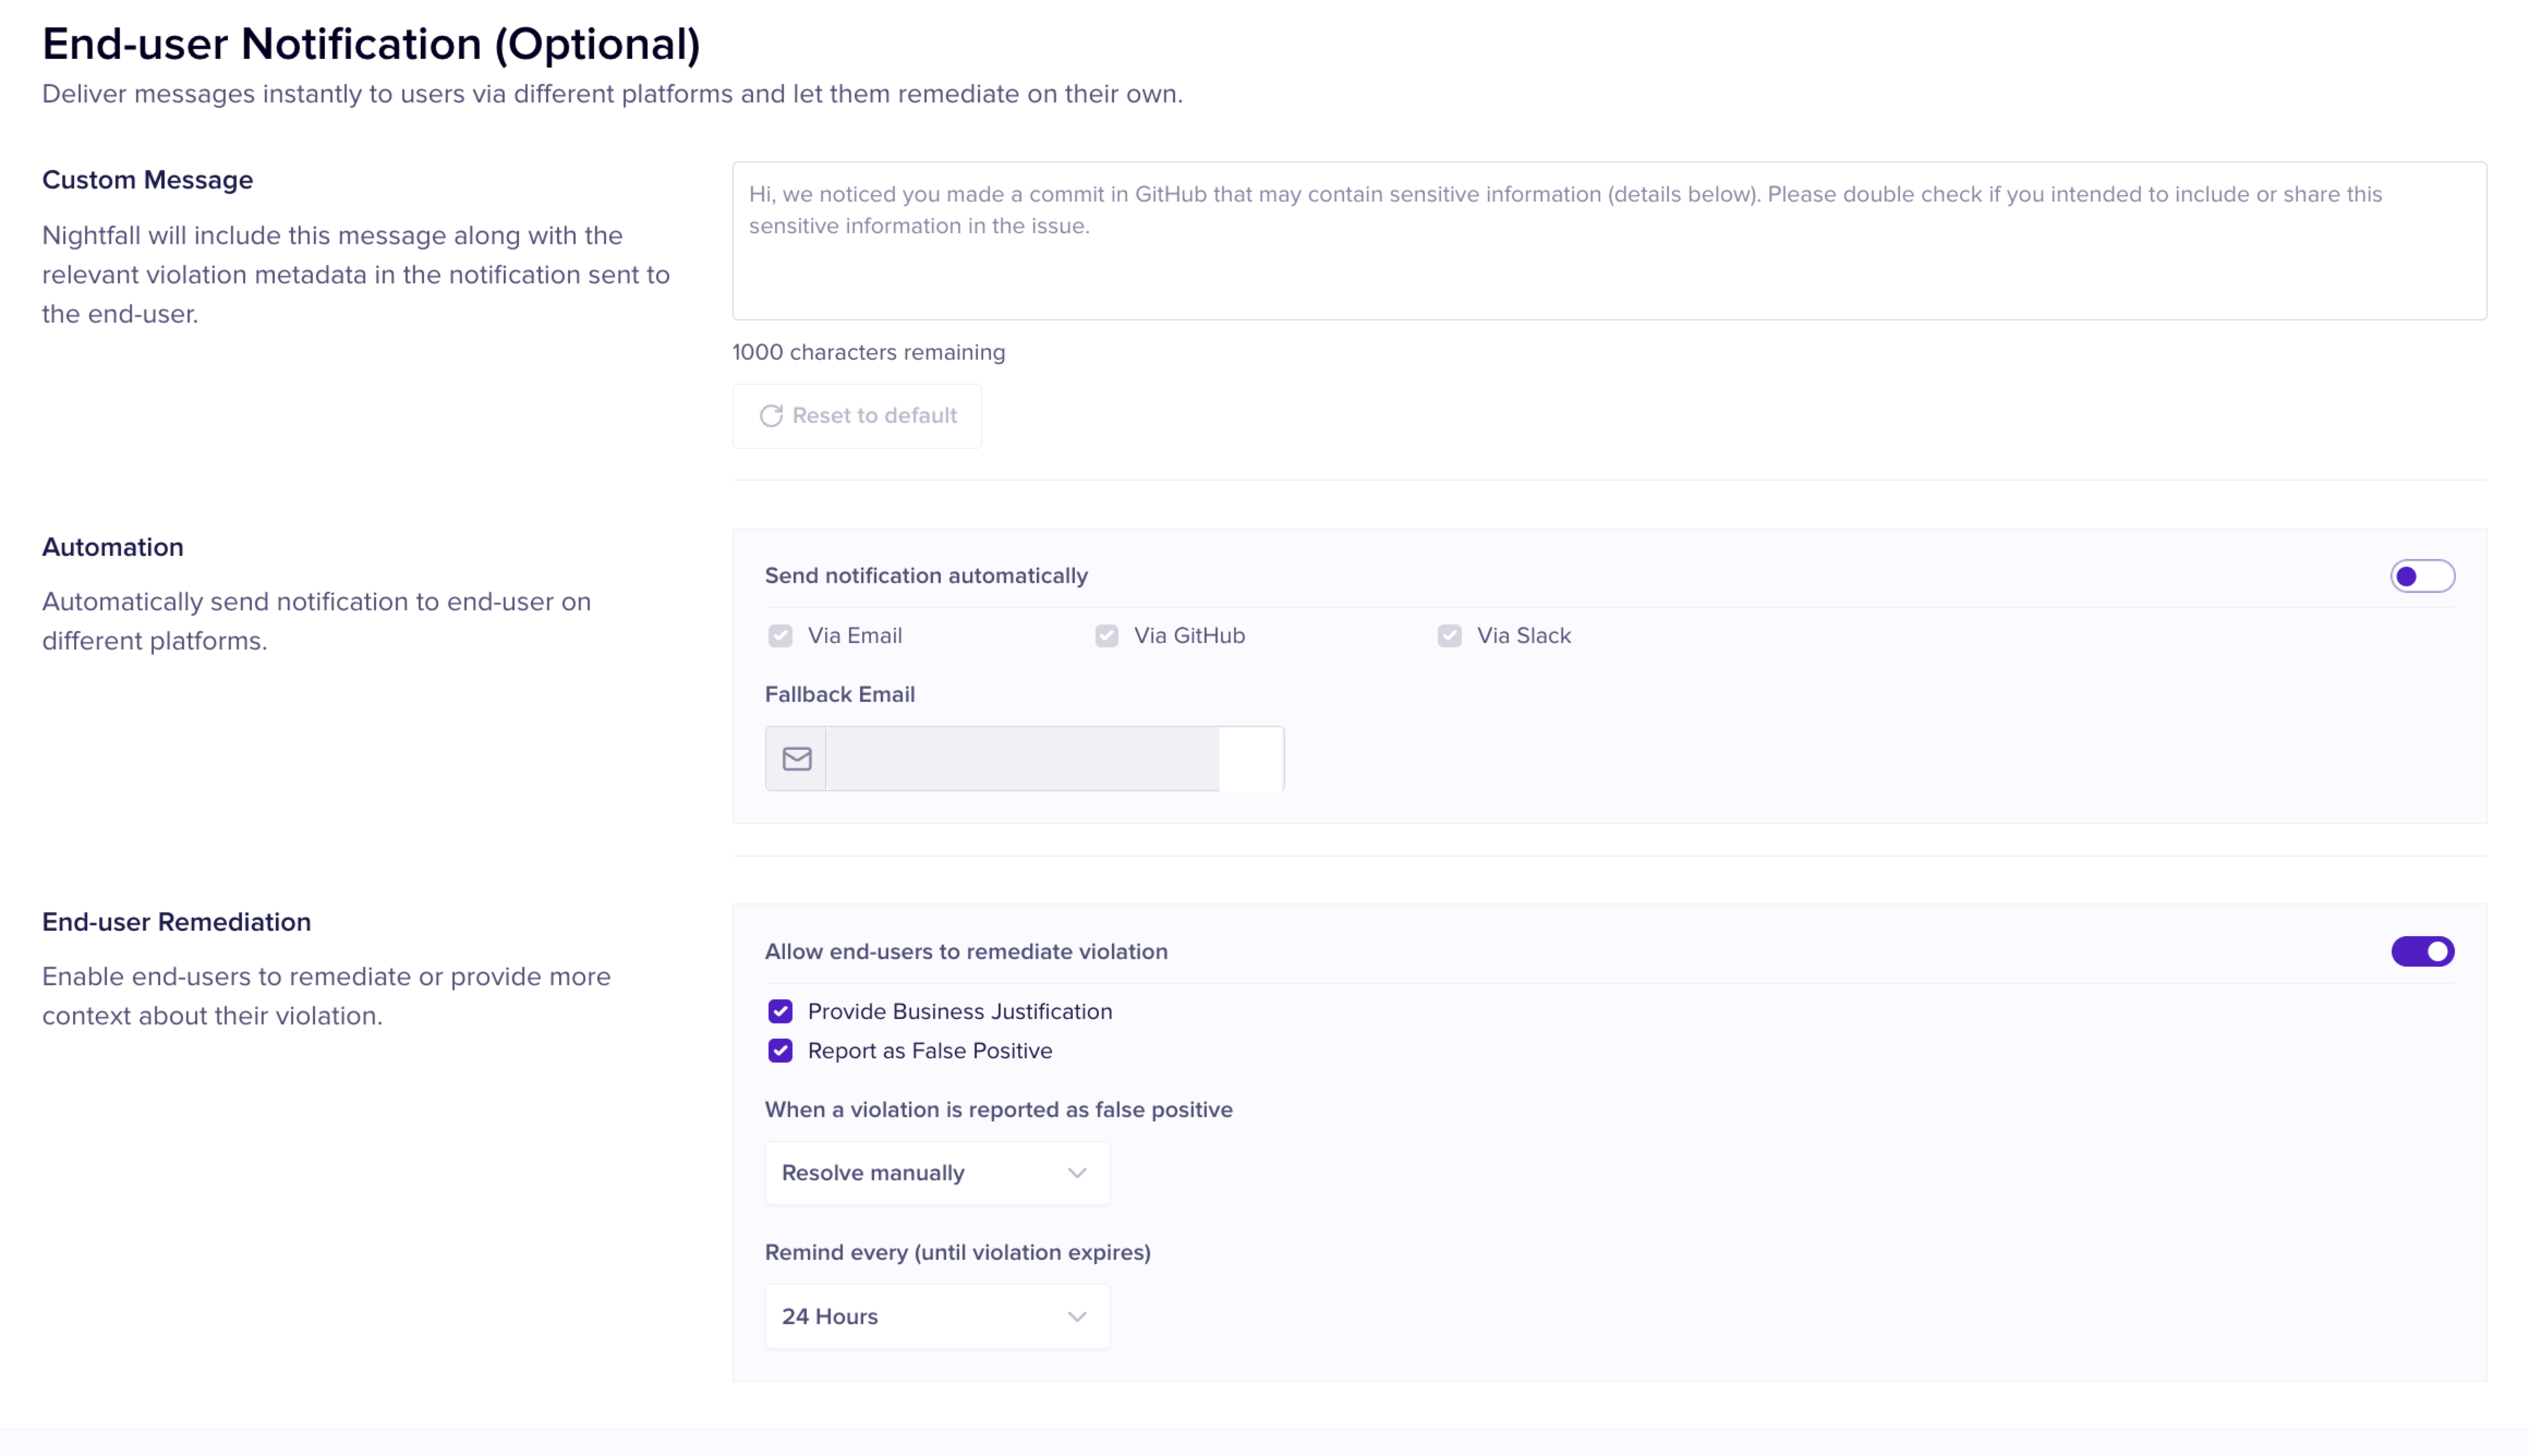 End-user Notification (Optional)
Deliver messages instantly to users via different platforms and let them remediate on their own.
Custom Message
Nightfall will include this message along with the
relevant violation metadata in the notification sent to
the end-user.
Hi, we noticed you made a commit in GitHub that may contain sensitive information (details below). Please double check if you intended to include or share this
sensitive information in the issue.
1000 characters remaining
Reset to default
Automation
Automatically send notification to end-user on
different platforms.
Send notification automatically
Via Email
Via GitHub
Via Slack
Fallback Email
End-user Remediation
Enable end-users to remediate or provide more
context about their violation.
Allow end-users to remediate violation
Provide Business Justification
Report as False Positive
When a violation is reported as false positive
Resolve manually
Remind every (until violation expires)
24 Hours